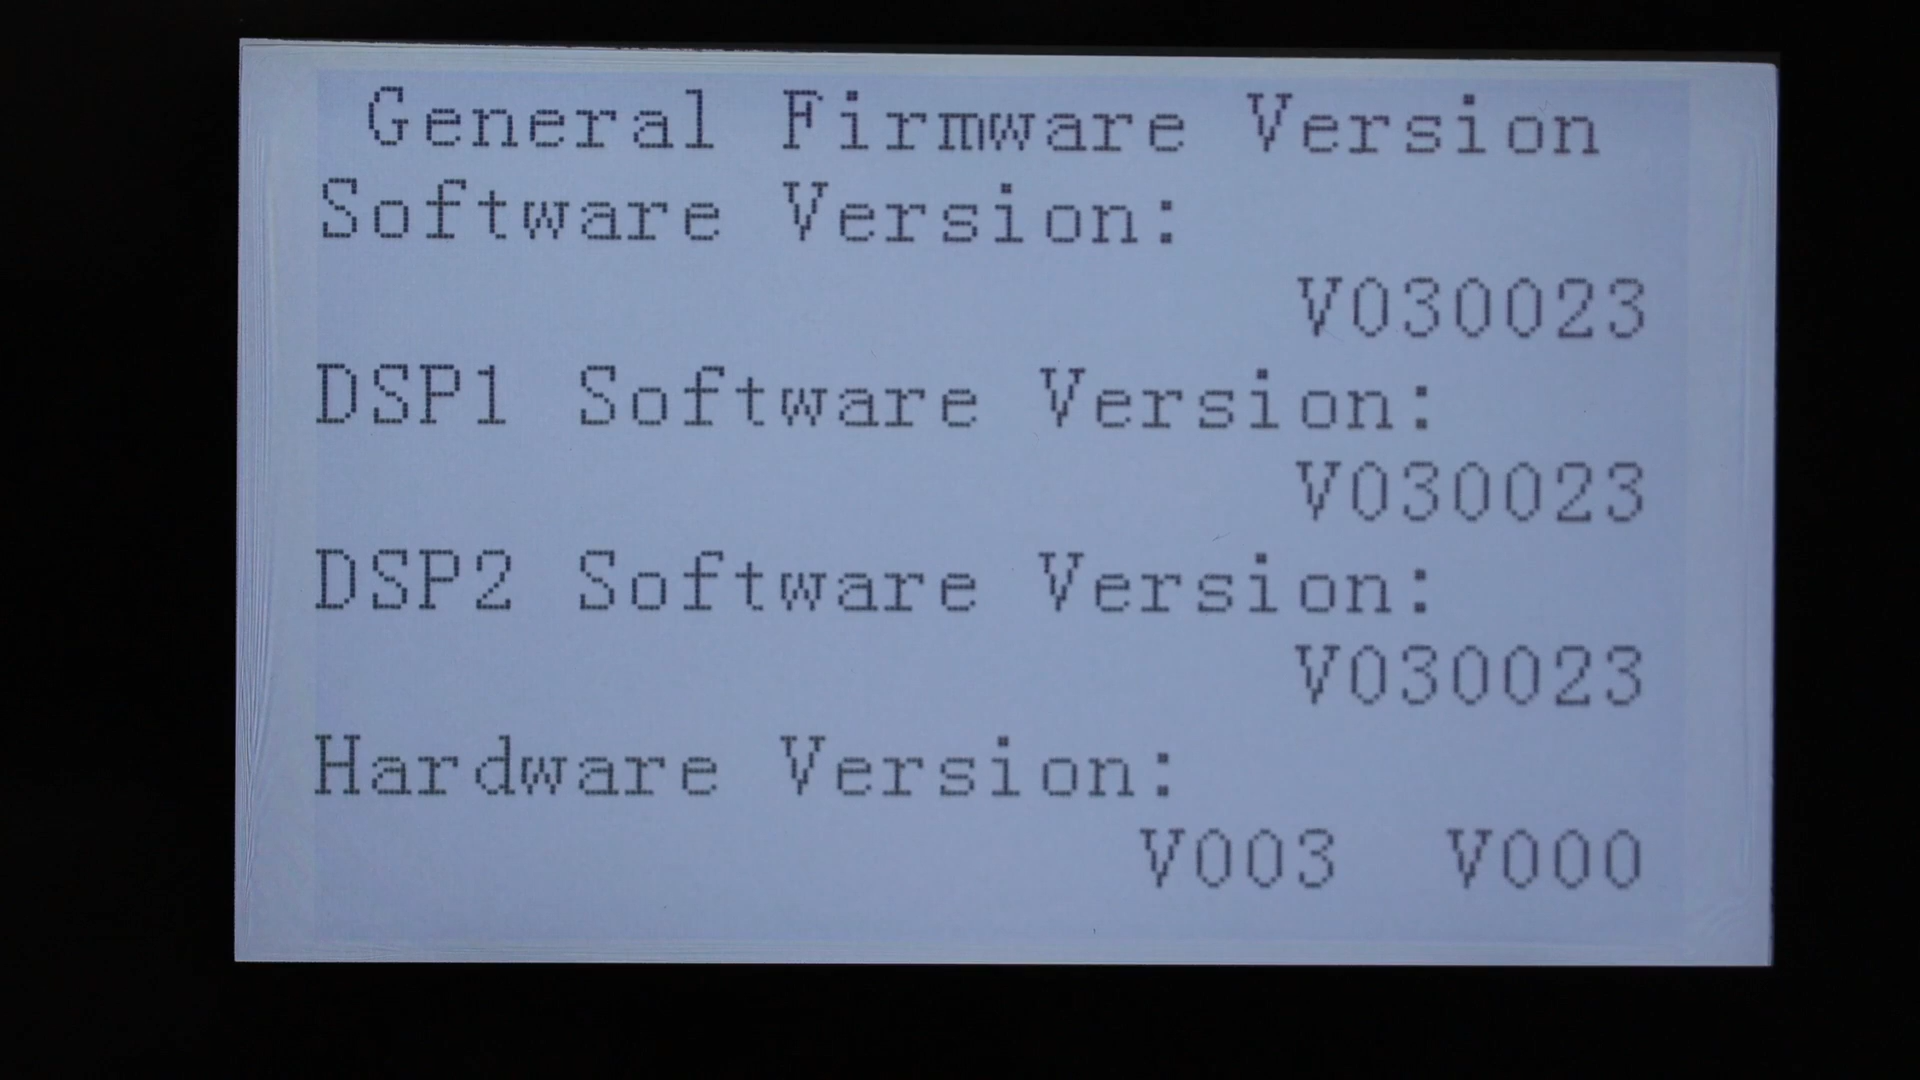 General Firmware Version
Software Version:
V030023
DSP1 Software Version:
V030023
DSP2 Software Version:
V030023
Hardware Version:
V003 V000